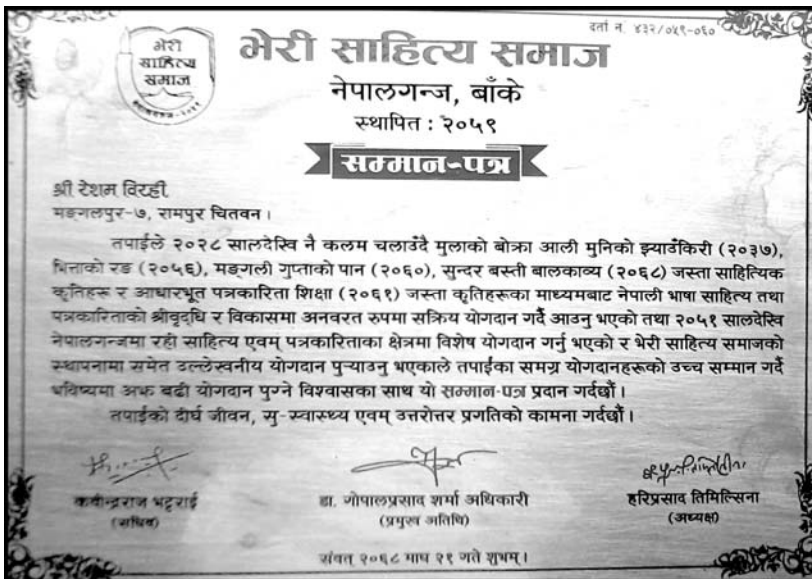 दर्ता नं. ४३२/०५९-०६०
भेरी
साहित्य
समाज
भेरी साहित्य समाज
नेपालगन्ज, बाँके
स्थापित : २०५९
सम्मान-पत्र
श्री रेशम विरही
मङ्गलपुर-७, रामपुर चितवन ।
तपाईले २०२८ सालदेखि नै कलम चलाउँदै मुलाको बोक्रा आली मुनिको झ्याउँकिरी (२०३७),
भित्ताको रङ (२०५६), मङ्गली गुप्ताको पान (२०६०), सुन्दर बस्ती बालकाव्य (२०६८) जस्ता साहित्यिक
कृतिहरू र आधारभूत पत्रकारिता शिक्षा (२०६१) जस्ता कृतिहरूका माध्यमबाट नेपाली भाषा साहित्य तथा
पत्रकारिताको श्रीवृद्धि र विकासमा अनवरत रुपमा सक्रिय योगदान गर्दै आउनु भएको तथा २०५१ सालदेखि
नेपालगन्जमा रही साहित्य एवम् पत्रकारिताका क्षेत्रमा विशेष योगदान गर्नु भएको र भेरी साहित्य समाजको
स्थापनामा समेत उल्लेखनीय योगदान पुऱ्याउनु भएकाले तपाईका समग्र योगदानहरूको उच्च सम्मान गर्दै
भविष्यमा अझ बढी योगदान पुग्ने विश्वासका साथ यो सम्मान-पत्र प्रदान गर्दछौं ।
तपाईको दीर्घ जीवन, सु-स्वास्थ्य एवम् उत्तरोत्तर प्रगतिको कामना गर्दछौं ।
कवीन्द्रराज भट्टराई
(सचिव)
डा. गोपालप्रसाद शर्मा अधिकारी
(प्रमुख अतिथि)
हरिप्रसाद तिमिल्सिना
(अध्यक्ष)
संवत् २०६८ माघ २१ गते शुभम् ।